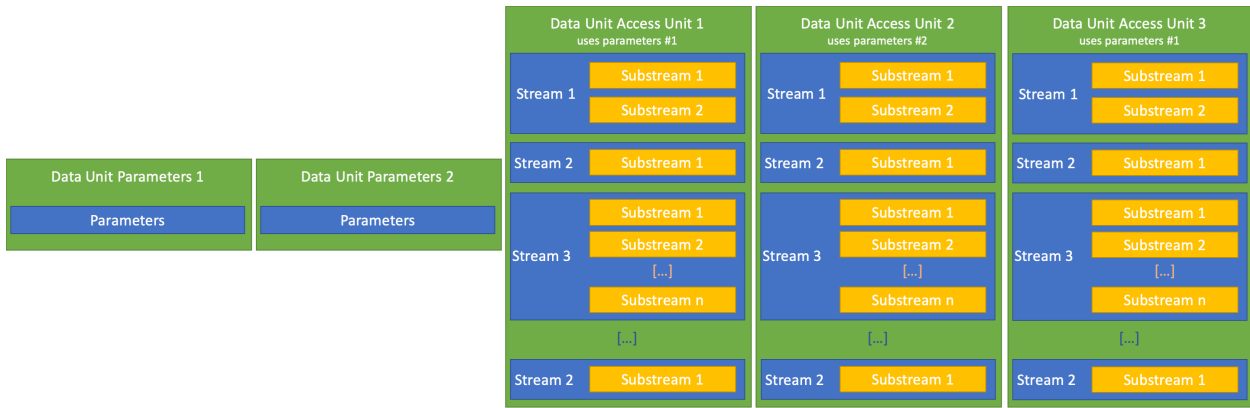 Data Unit Parameters 1
Parameters
Data Unit Parameters 2
Parameters
Data Unit Access Unit 1
uses parameters #1
Stream 1
Substream 1
Substream 2
Stream 2
Substream 1
Stream 3
Substream 1
Substream 2
[...]
Substream n
[...]
Stream 2
Substream 1
Data Unit Access Unit 2
uses parameters #2
Stream 1
Substream 1
Substream 2
Stream 2
Substream 1
Stream 3
Substream 1
Substream 2
[...]
Substream n
[...]
Stream 2
Substream 1
Data Unit Access Unit 3
uses parameters #1
Stream 1
Substream 1
Substream 2
Stream 2
Substream 1
Stream 3
Substream 1
Substream 2
[...]
Substream n
[...]
Stream 2
Substream 1